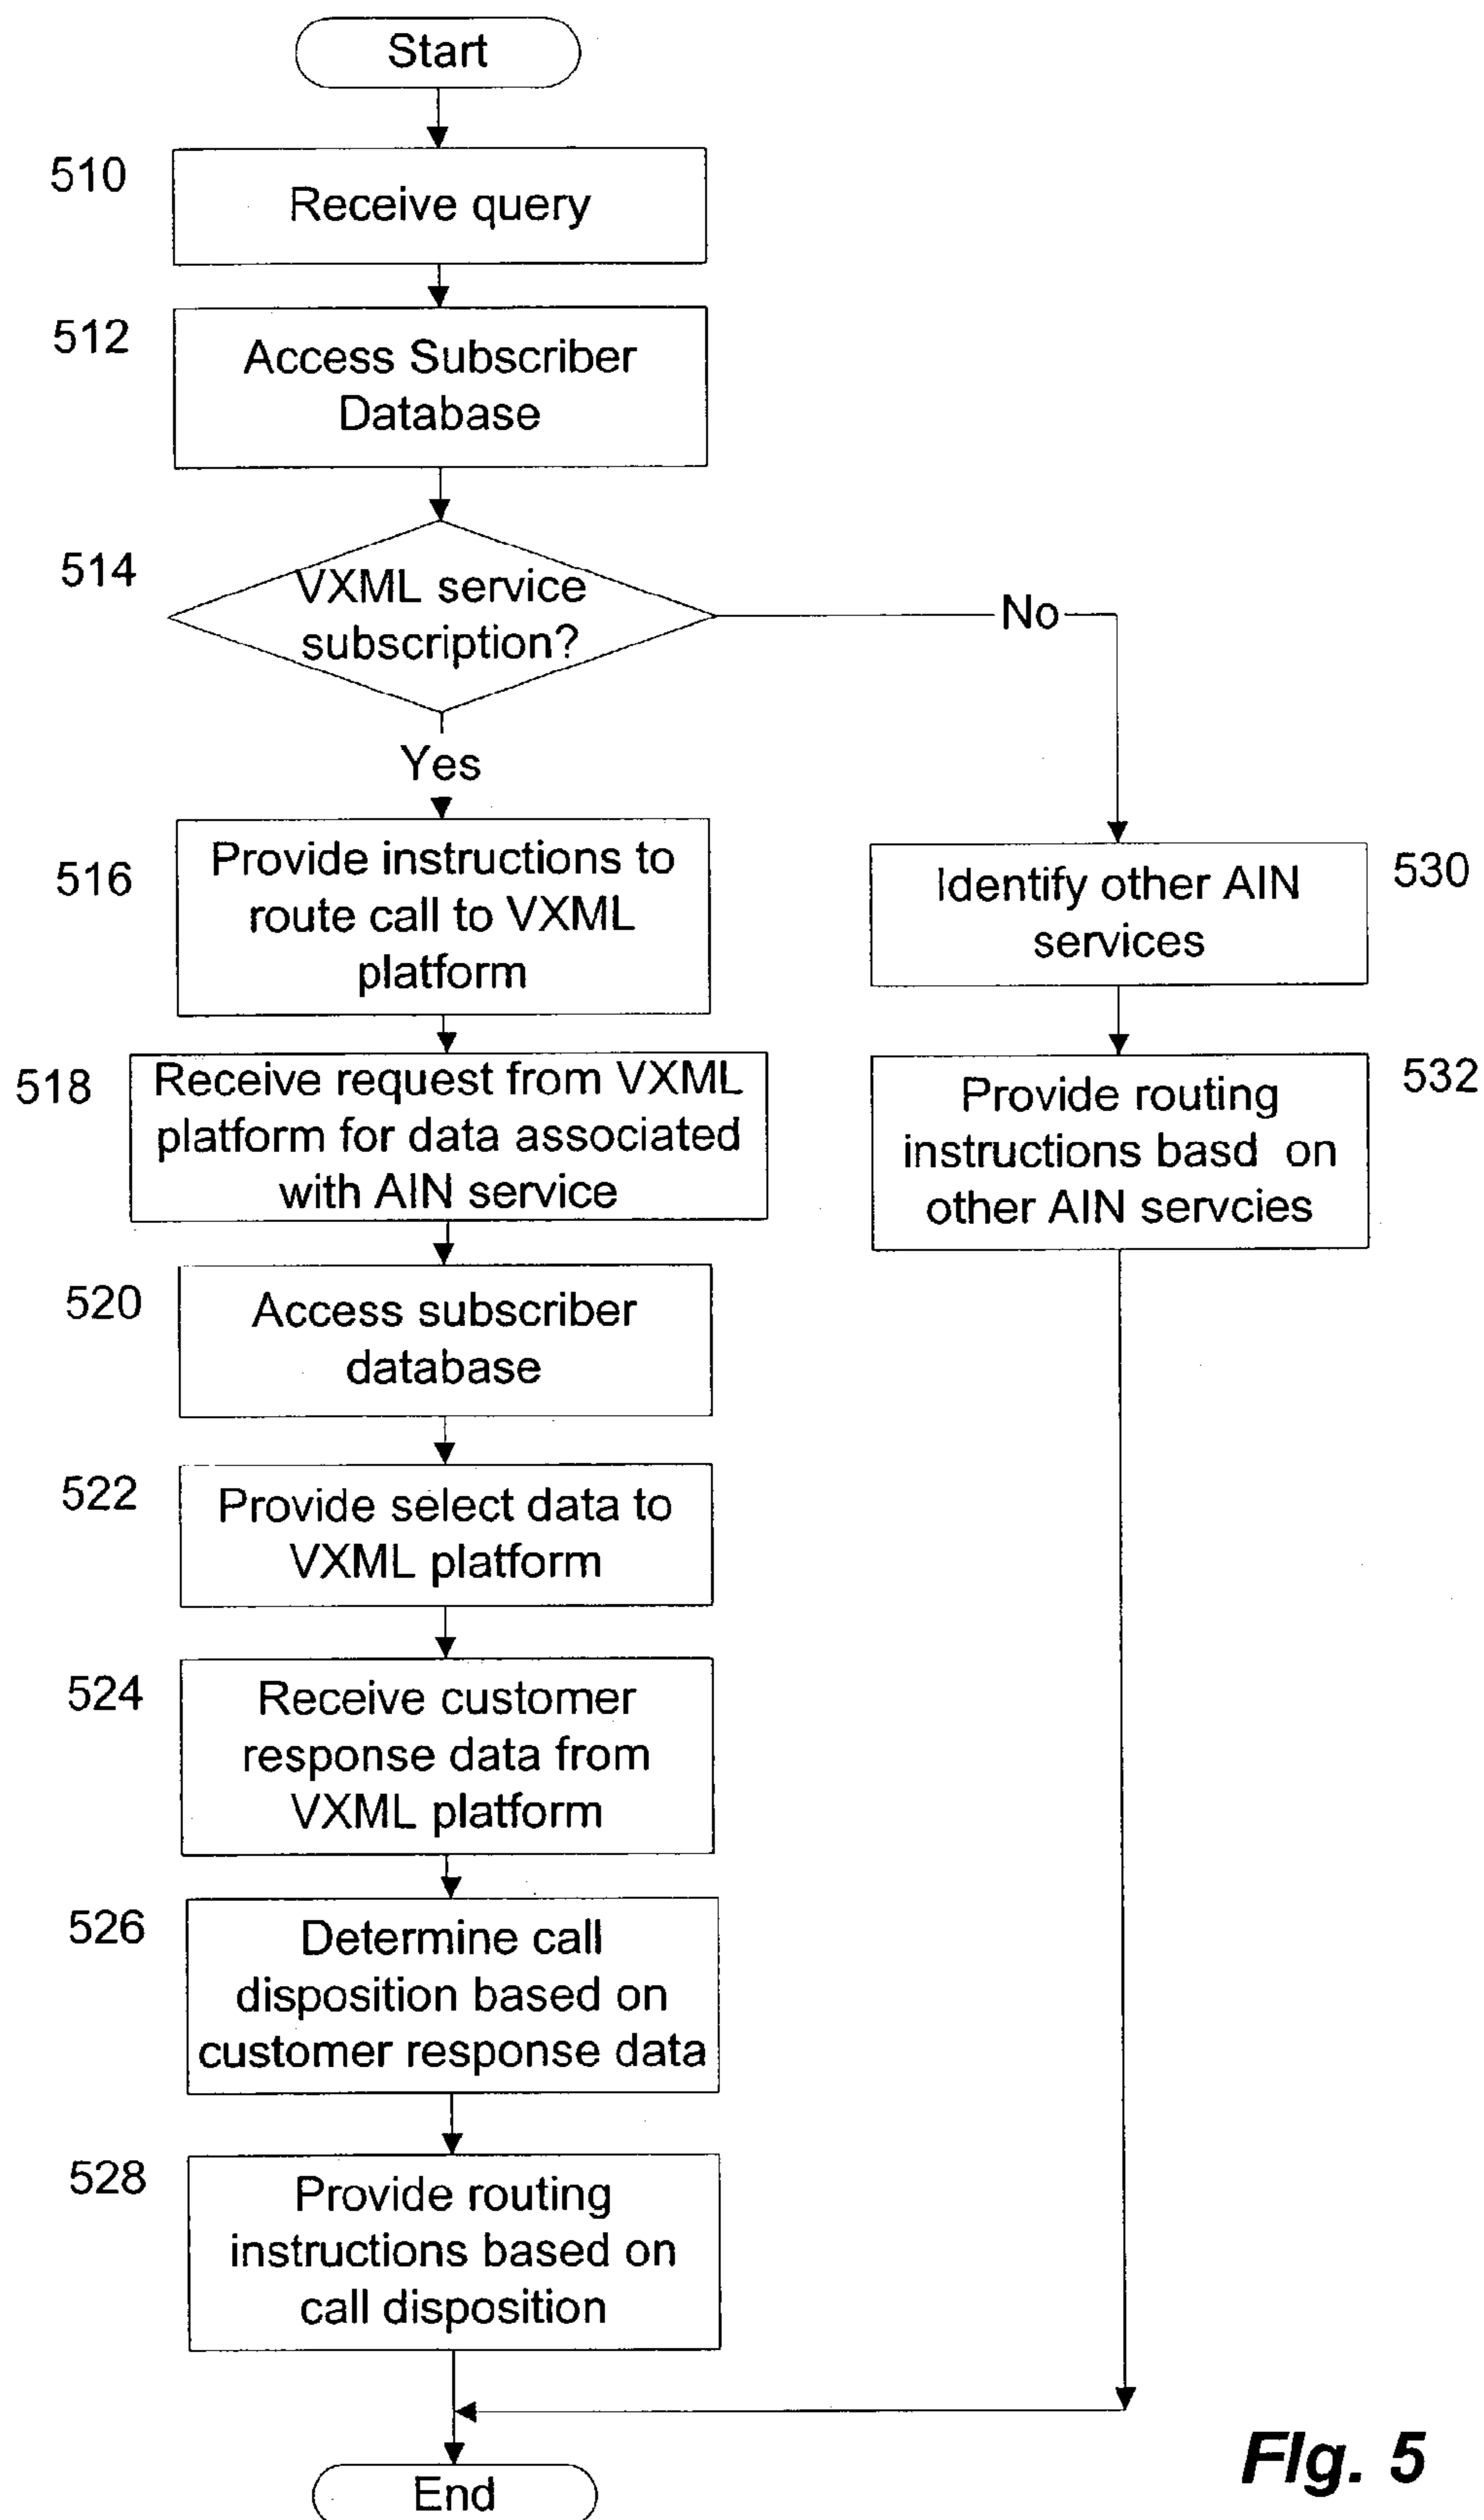 Start
510
Receive query
512
Access Subscriber
Database
514
VXML service
subscription?
No
Yes
516
Provide instructions to
route call to VXML
platform
530
Identify other AIN
services
518
Receive request from VXML
platform for data associated
with AIN service
532
Provide routing
instructions basd on
other AIN servcies
520
Access subscriber
database
522
Provide select data to
VXML platform
524
Receive customer
response data from
VXML platform
526
Determine call
disposition based on
customer response data
528
Provide routing
instructions based on
call disposition
End
FIg. 5